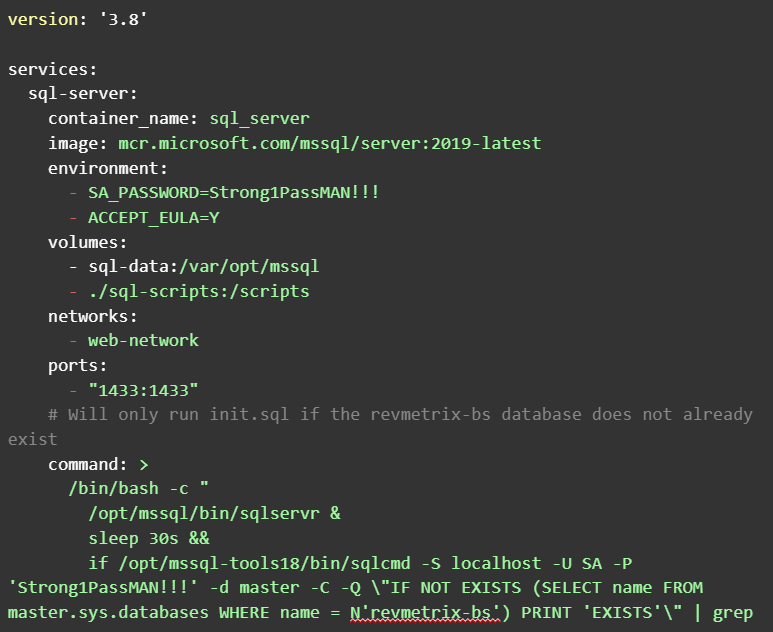 version: '3.8'
services:
sql-server:
container_name: sql_server
image: mcr.microsoft.com/mssql/server:2019-latest
environment:
- SA_PASSWORD=Strong1PassMAN!!!
- ACCEPT_EULA=Y
volumes:
- sql-data:/var/opt/mssql
- ./sql-scripts:/scripts
networks:
- web-network
ports:
- "1433:1433"
# Will only run init.sql if the revmetrix-bs database does not already
exist
command: >
/bin/bash -c "
/opt/mssql/bin/sqlservr &
sleep 30s &&
if /opt/mssql-tools18/bin/sqlcmd -S localhost -U SA -P
'Strong1PassMAN!!!' -d master -C -Q \"IF NOT EXISTS (SELECT name FROM
master.sys.databases WHERE name = N'revmetrix-bs') PRINT 'EXISTS'\" | grep